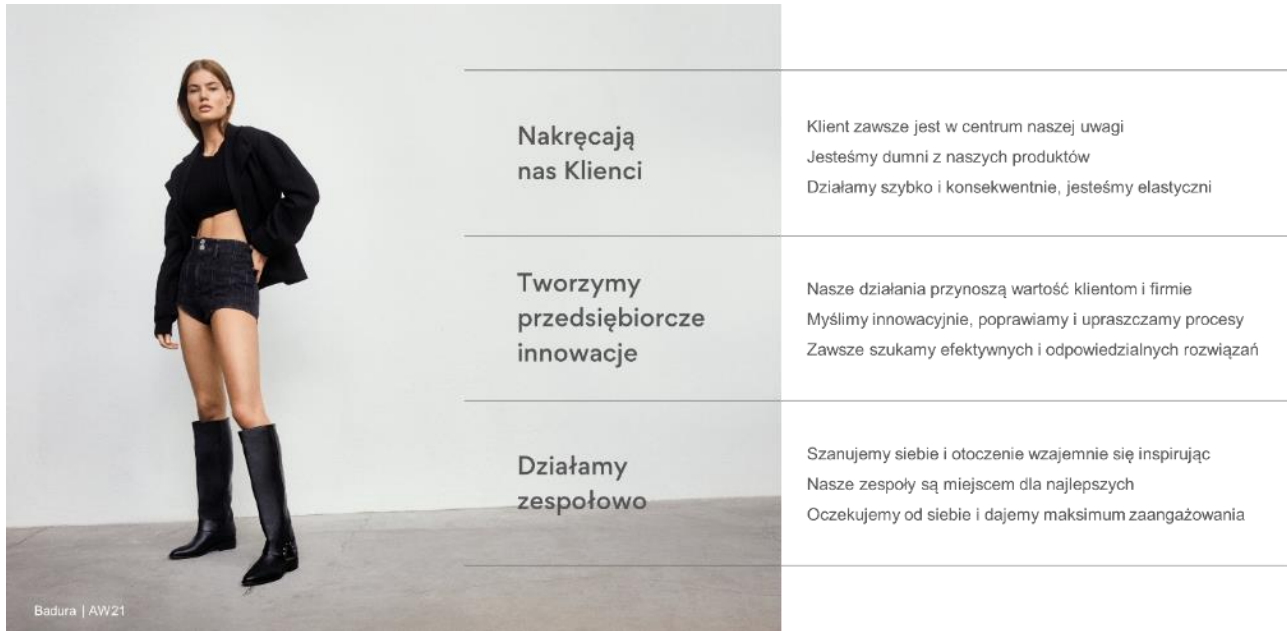 Nakręcają
nas Klienci
Klient zawsze jest w centrum naszej uwagi
Jesteśmy dumni z naszych produktów
Działamy szybko i konsekwentnie, jesteśmy elastyczni
Tworzymy
przedsiębiorcze
innowacje
Nasze działania przynoszą wartość klientom i firmie
Myślimy innowacyjnie, poprawiamy i upraszczamy procesy
Zawsze szukamy efektywnych i odpowiedzialnych rozwiązań
Działamy
zespołowo
Szanujemy siebie i otoczenie wzajemnie się inspirując
Nasze zespoły są miejscem dla najlepszych
Oczekujemy od siebie i dajemy maksimum zaangażowania
Badura | AW21